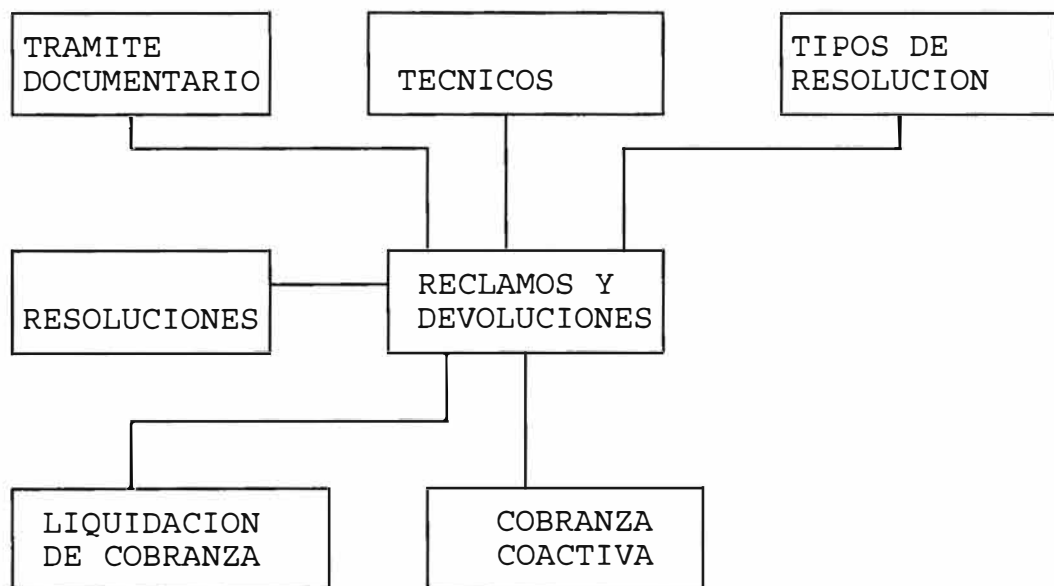 TRAMITE
DOCUMENTARIO
TECNICOS
TIPOS DE
RESOLUCION
RESOLUCIONES
RECLAMOS Y
DEVOLUCIONES
LIQUIDACION
DE COBRANZA
COBRANZA
COACTIVA